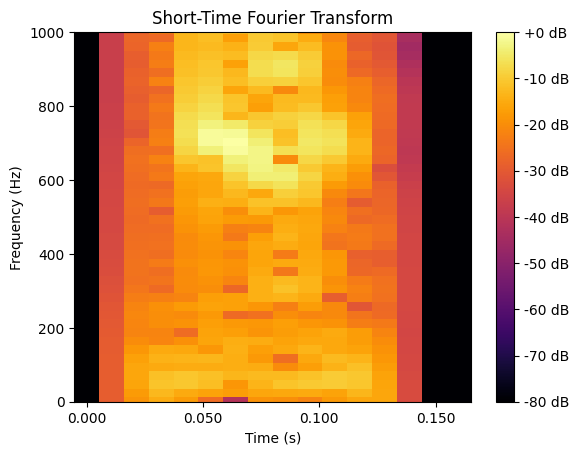 Short-Time Fourier Transform
1000
800
600
400
200
0
Frequency (Hz)
0.000
0.050
0.100
0.150
Time (s)
+0 dB
-10 dB
-20 dB
-30 dB
-40 dB
-50 dB
-60 dB
-70 dB
-80 dB